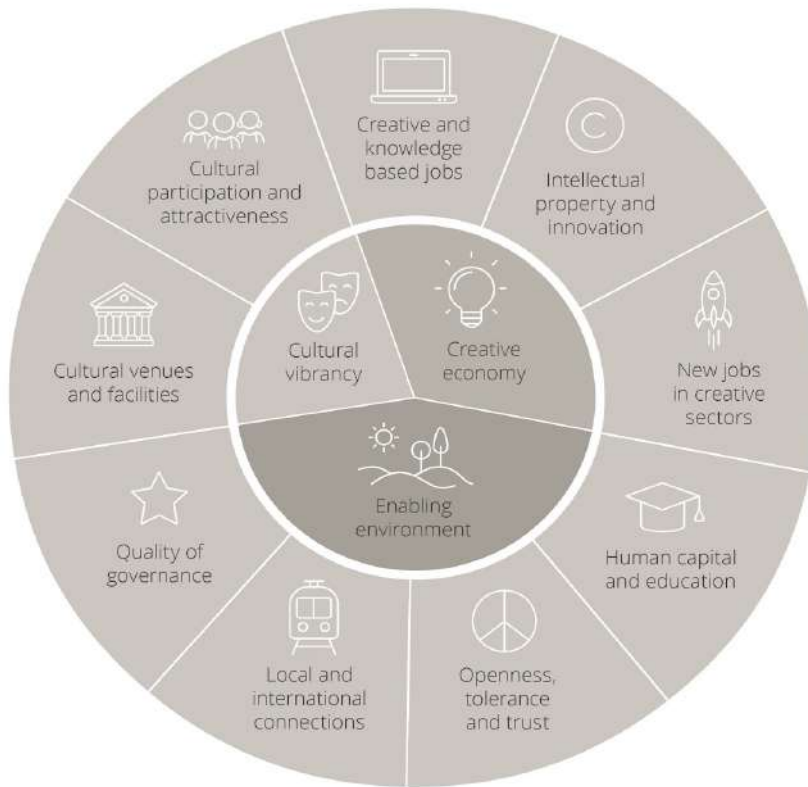 Creative and
knowledge
based jobs
Intellectual
property and
innovation
New jobs
in creative
sectors
Human capital
and education
Openness,
tolerance
and trust
Local and
international
connections
Quality of
governance
Cultural venues
and facilities
Cultural
participation and
attractiveness
Cultural
vibrancy
Creative
economy
Enabling
environment